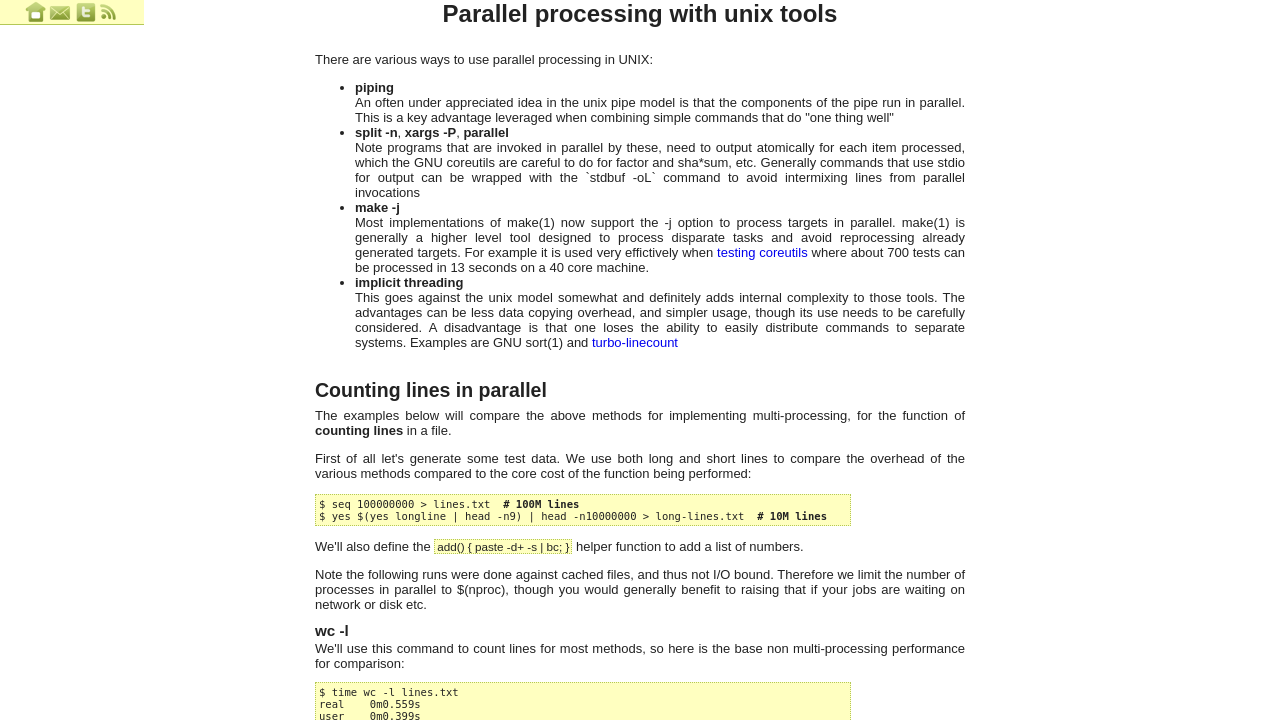 Parallel processing with unix tools
There are various ways to use parallel processing in UNIX:
piping
An often under appreciated idea in the unix pipe model is that the components of the pipe run in parallel.
This is a key advantage leveraged when combining simple commands that do "one thing well"
split -n, xargs -P, parallel
Note programs that are invoked in parallel by these, need to output atomically for each item processed,
which the GNU coreutils are careful to do for factor and sha*sum, etc. Generally commands that use stdio
for output can be wrapped with the `stdbuf -oL` command to avoid intermixing lines from parallel
invocations
make -j
Most implementations of make(1) now support the -j option to process targets in parallel. make(1) is
generally a higher level tool designed to process disparate tasks and avoid reprocessing already
generated targets. For example it is used very effictively when testing coreutils where about 700 tests can
be processed in 13 seconds on a 40 core machine.
implicit threading
This goes against the unix model somewhat and definitely adds internal complexity to those tools. The
advantages can be less data copying overhead, and simpler usage, though its use needs to be carefully
considered. A disadvantage is that one loses the ability to easily distribute commands to separate
systems. Examples are GNU sort(1) and turbo-linecount
Counting lines in parallel
The examples below will compare the above methods for implementing multi-processing, for the function of
counting lines in a file.
First of all let's generate some test data. We use both long and short lines to compare the overhead of the
various methods compared to the core cost of the function being performed:
$ seq 100000000 > lines.txt  # 100M lines
$ yes $(yes longline | head -n9) | head -n10000000 > long-lines.txt  # 10M lines
We'll also define the add() { paste -d+ -s | bc; } helper function to add a list of numbers.
Note the following runs were done against cached files, and thus not I/O bound. Therefore we limit the number of
processes in parallel to $(nproc), though you would generally benefit to raising that if your jobs are waiting on
network or disk etc.
wc -l
We'll use this command to count lines for most methods, so here is the base non multi-processing performance
for comparison:
$ time wc -l lines.txt
real    0m0.559s
user    0m0.399s